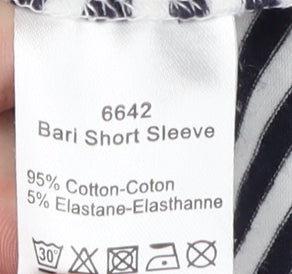 6642
Bari Short Sleeve
95% Cotton-Coton
5% Elastane-Elasthanne
30°